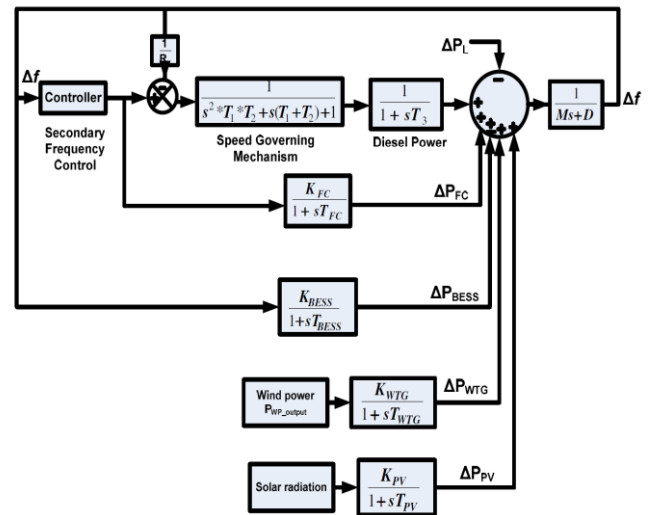 1
R
ΔP_L
Δf
Controller
Secondary
Frequency
Control
1
s²*T₁*T₂+s(T₁+T₂)+1
Speed Governing
Mechanism
1
1 + sT₃
Diesel Power
1
Ms+D
Δf
K_FC
1 + sT_FC
ΔP_FC
K_BESS
1+sT_BESS
ΔP_BESS
Wind power
P_WP_output
K_WTG
1 + sT_WTG
ΔP_WTG
Solar radiation
K_PV
1+sT_PV
ΔP_PV